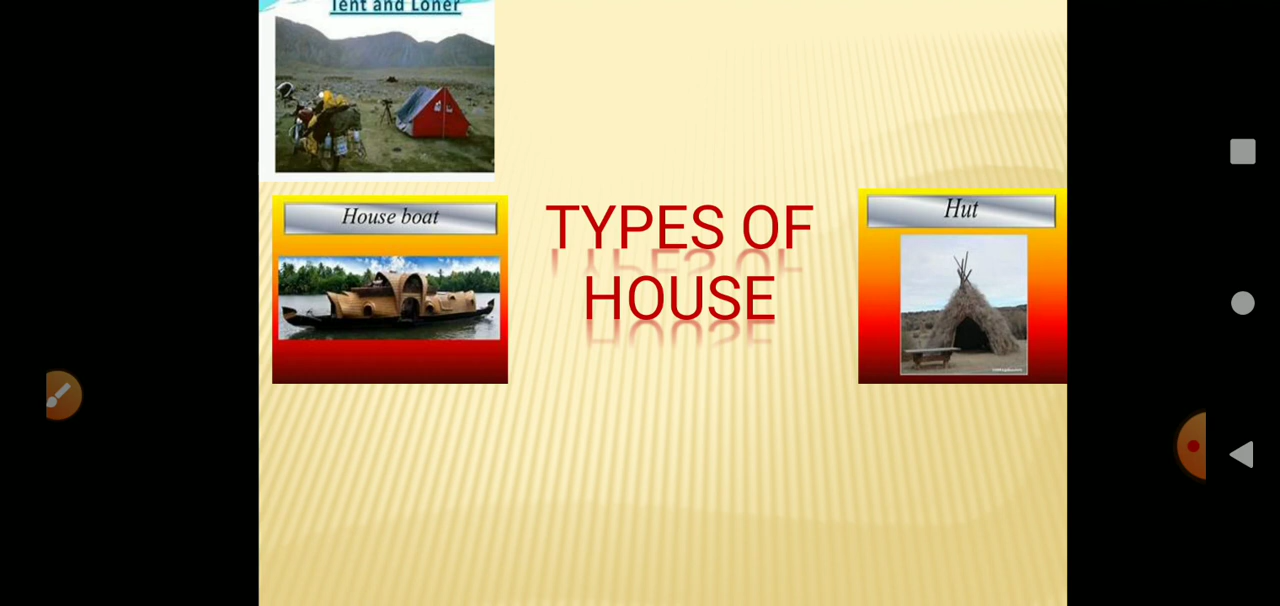 Tent and Loner
House boat
TYPES OF
HOUSE
Hut